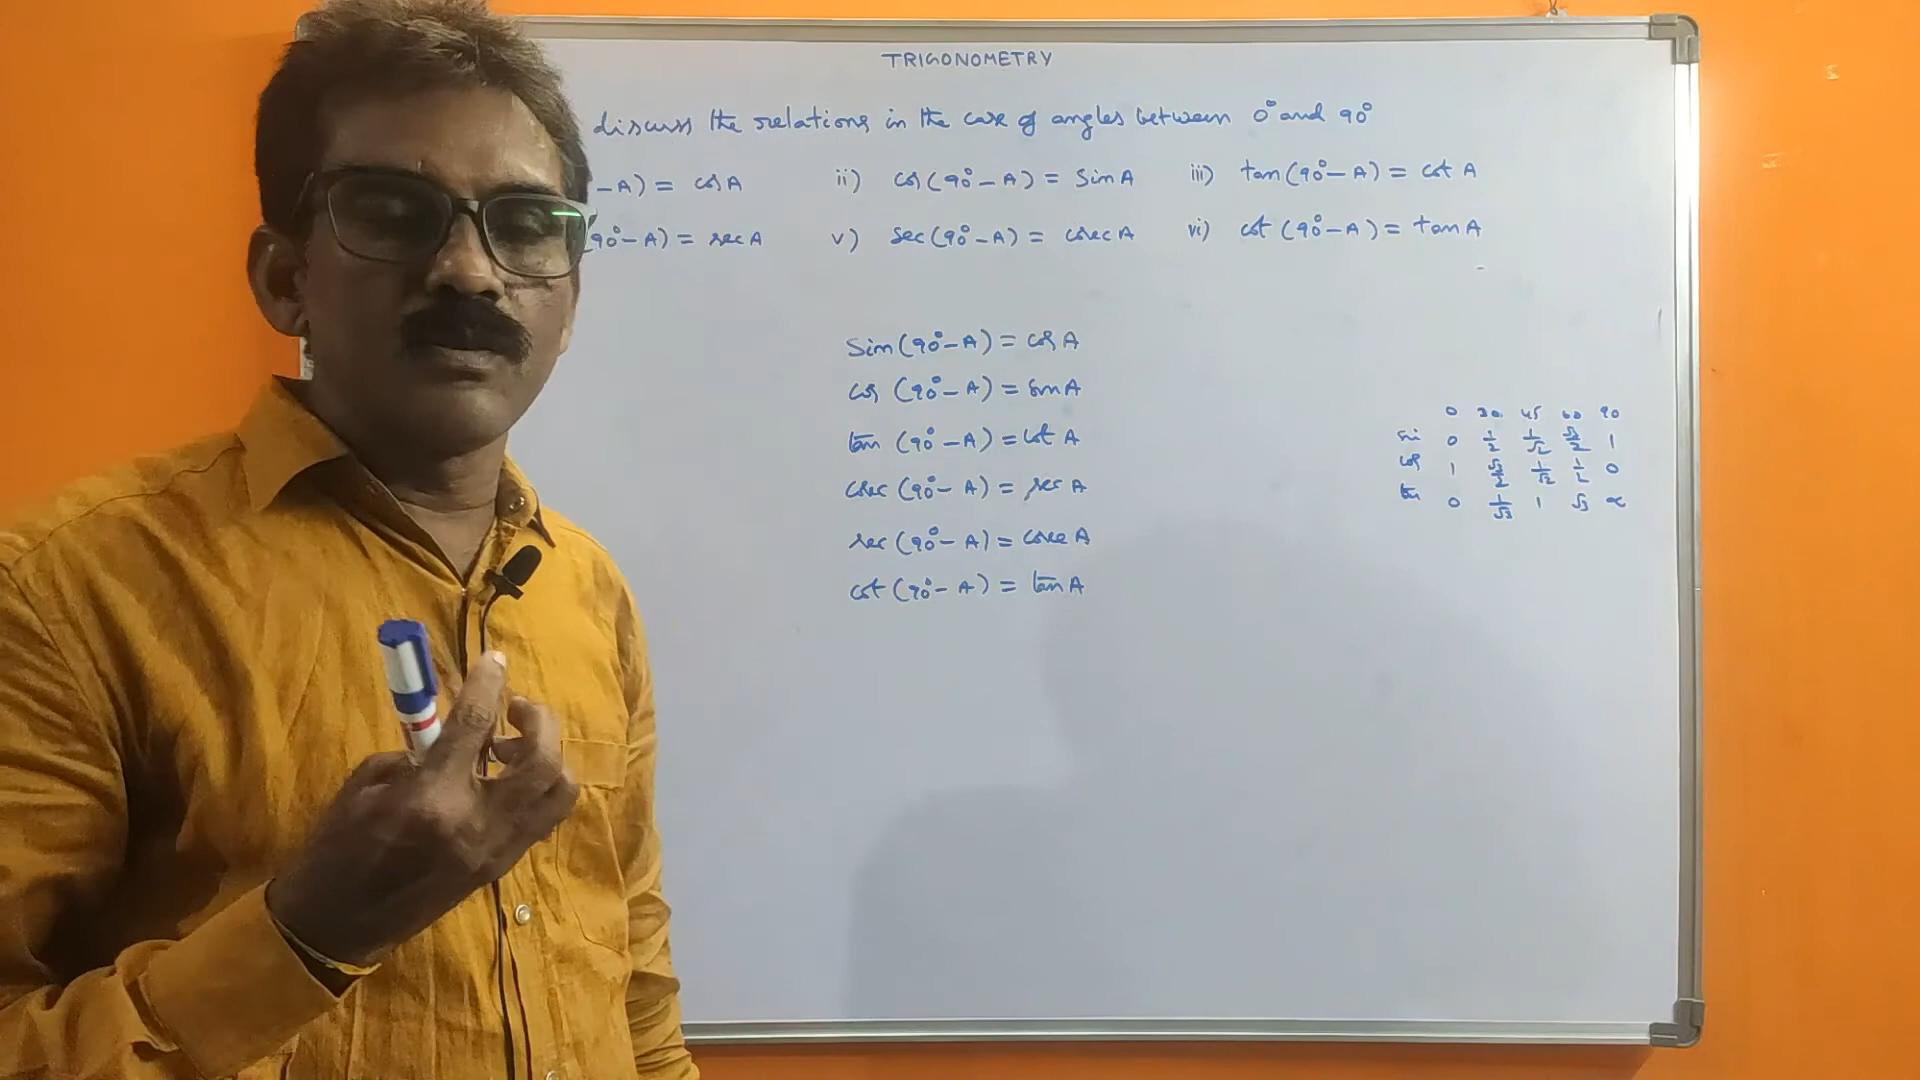 TRIGONOMETRY
discuss the relations in the case of angles between 0° and 90°
-A) = cos A ii) cos(90°-A) = Sin A iii) tan(90°-A) = cot A
(90°-A) = sec A v) sec(90°-A) = cosec A vi) cot(90°-A) = tan A
Sin(90°-A) = cos A
cos (90°-A) = sin A
tan (90°-A) = cot A
cosec (90°-A) = sec A
sec (90°-A) = cosec A
cot (90°-A) = tan A
0 30 45 60 90
sin 0 1/2 1/√2 √3/2 1
cos 1 √3/2 1/√2 1/2 0
tan 0 1/√3 1 √3 ∝